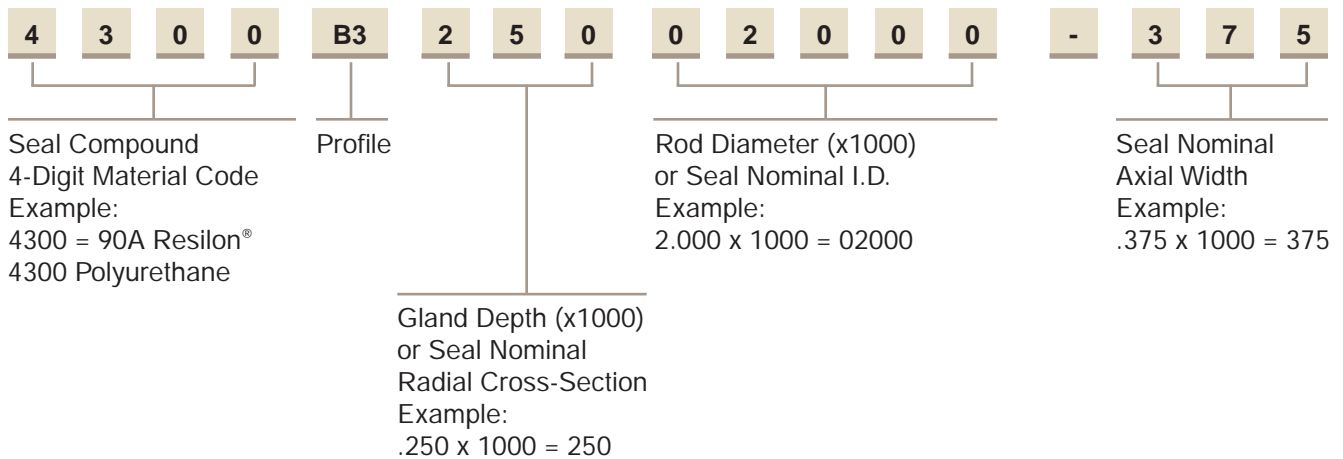 4 3 0 0 B3 2 5 0 0 2 0 0 0 - 3 7 5
Seal Compound
4-Digit Material Code
Example:
4300 = 90A Resilon®
4300 Polyurethane
Profile
Gland Depth (x1000)
or Seal Nominal
Radial Cross-Section
Example:
.250 x 1000 = 250
Rod Diameter (x1000)
or Seal Nominal I.D.
Example:
2.000 x 1000 = 02000
Seal Nominal
Axial Width
Example:
.375 x 1000 = 375